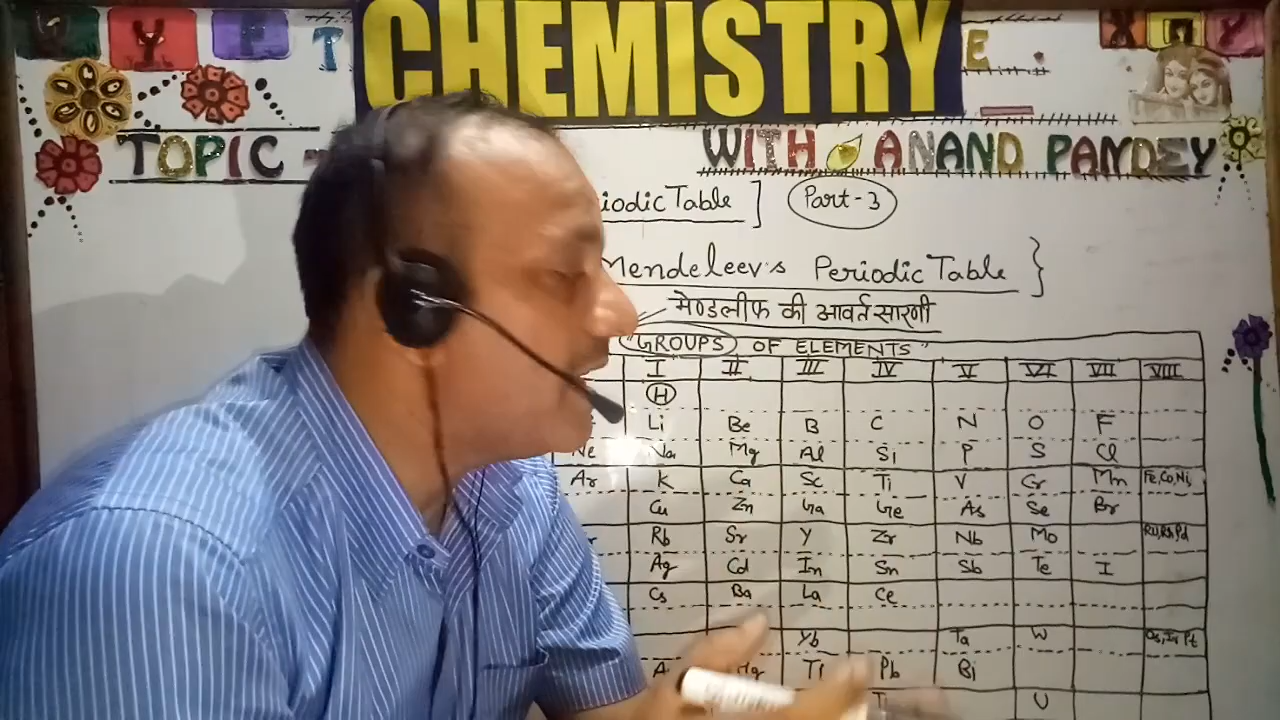 CHEMISTRY
TOPIC -
WITH ANAND PANDEY
iodic Table ] Part-3
Mendeleev's Periodic Table }
मेण्डलीफ की आवर्त सारणी
"GROUPS OF ELEMENTS"
I II III IV V VI VII VIII
H
Li Be B C N O F
Ne Na Mg Al Si P S Cl
Ar K Ca Sc Ti V Cr Mn Fe,Co,Ni
Cu Zn Ga Ge As Se Br
Rb Sr Y Zr Nb Mo Ru,Rh,Pd
Ag Cd In Sn Sb Te I
Cs Ba La Ce
Yb Ta W Os,Ir,Pt
Hg Tl Pb Bi
U